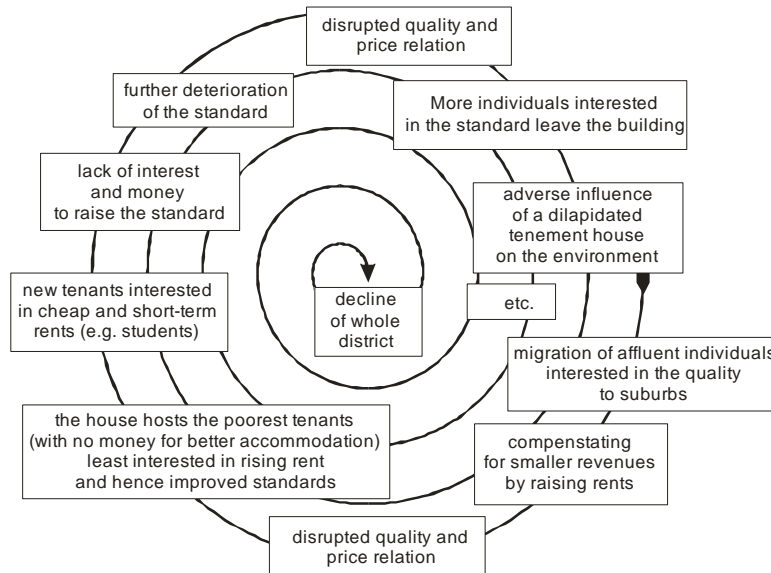 disrupted quality and
price relation
further deterioration
of the standard
More individuals interested
in the standard leave the building
lack of interest
and money
to raise the standard
adverse influence
of a dilapidated
tenement house
on the environment
new tenants interested
in cheap and short-term
rents (e.g. students)
decline
of whole
district
etc.
migration of affluent individuals
interested in the quality
to suburbs
the house hosts the poorest tenants
(with no money for better accommodation)
least interested in rising rent
and hence improved standards
compenstating
for smaller revenues
by raising rents
disrupted quality and
price relation